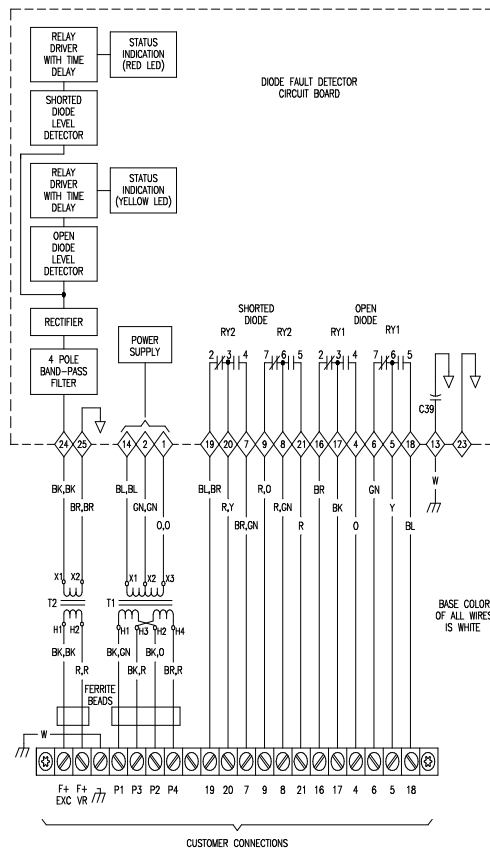 RELAY
DRIVER
WITH TIME
DELAY
STATUS
INDICATION
(RED LED)
DIODE FAULT DETECTOR
CIRCUIT BOARD
SHORTED
DIODE
LEVEL
DETECTOR
RELAY
DRIVER
WITH TIME
DELAY
STATUS
INDICATION
(YELLOW LED)
OPEN
DIODE
LEVEL
DETECTOR
RECTIFIER
4 POLE
BAND-PASS
FILTER
POWER
SUPPLY
SHORTED
DIODE
OPEN
DIODE
RY2 RY2 RY1 RY1
2 3 4 7 6 5 2 3 4 7 6 5
C39
24 25 14 2 1 19 20 7 9 8 21 16 17 4 6 5 18 13 23
BK,BK BL,BL BL,BR R,O BR GN W
BR,BR GN,GN R,Y R,GN BK Y
O,O BR,GN R O BL
X1 X2 X1 X2 X3
T2 T1
H1 H2 H1 H3 H2 H4
BASE COLOR
OF ALL WIRES
IS WHITE
BK,BK BK,GN BK,O
R,R BK,R BR,R
FERRITE
BEADS
W
F+
EXC
F+
VR
P1 P3 P2 P4 19 20 7 9 8 21 16 17 4 6 5 18
CUSTOMER CONNECTIONS